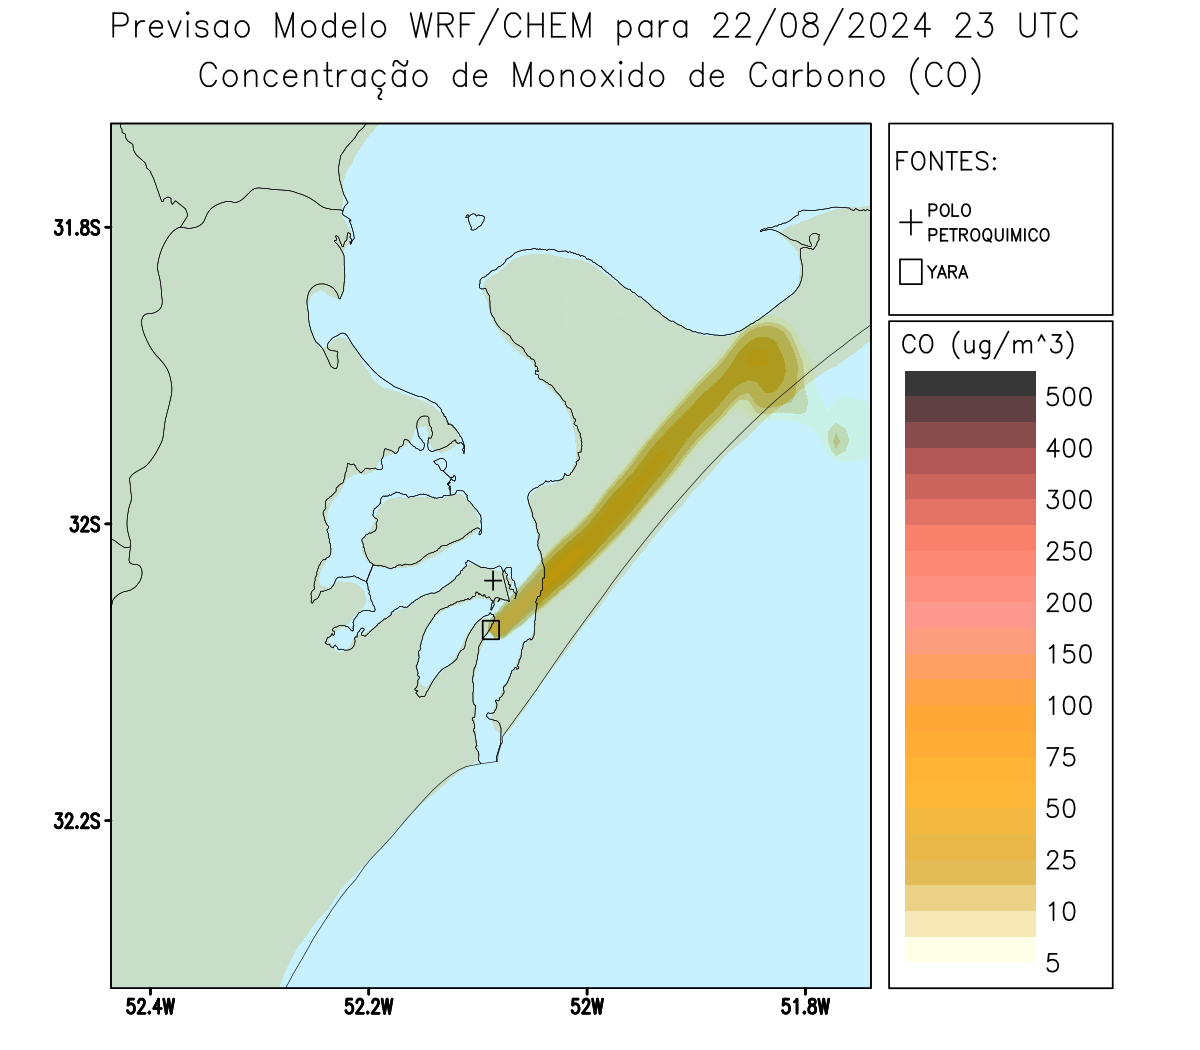 Previsao Modelo WRF/CHEM para 22/08/2024 23 UTC
Concentração de Monoxido de Carbono (CO)
FONTES:
POLO
PETROQUIMICO
YARA
CO (ug/m^3)
500
400
300
250
200
150
100
75
50
25
10
5
31.8S
32S
32.2S
52.4W
52.2W
52W
51.8W